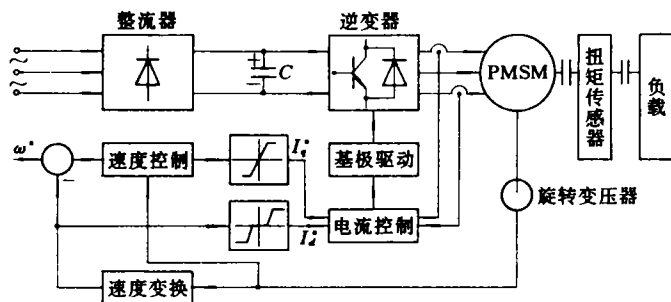 整流器
逆变器
C
PMSM
扭矩传感器
负载
ω*
速度控制
I*q
基极驱动
旋转变压器
I*d
电流控制
速度变换